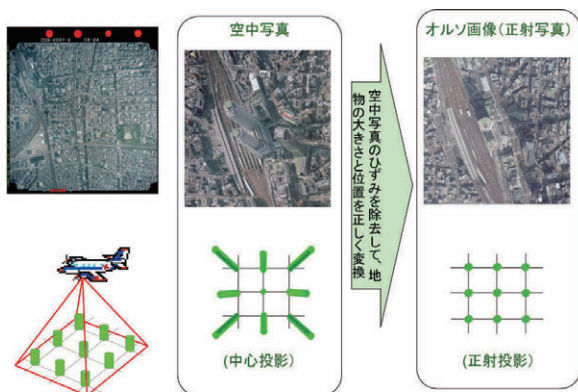 空中写真
オルソ画像(正射写真)
空中写真のひずみを除去して、地
物の大きさと位置を正しく変換
(中心投影)
(正射投影)